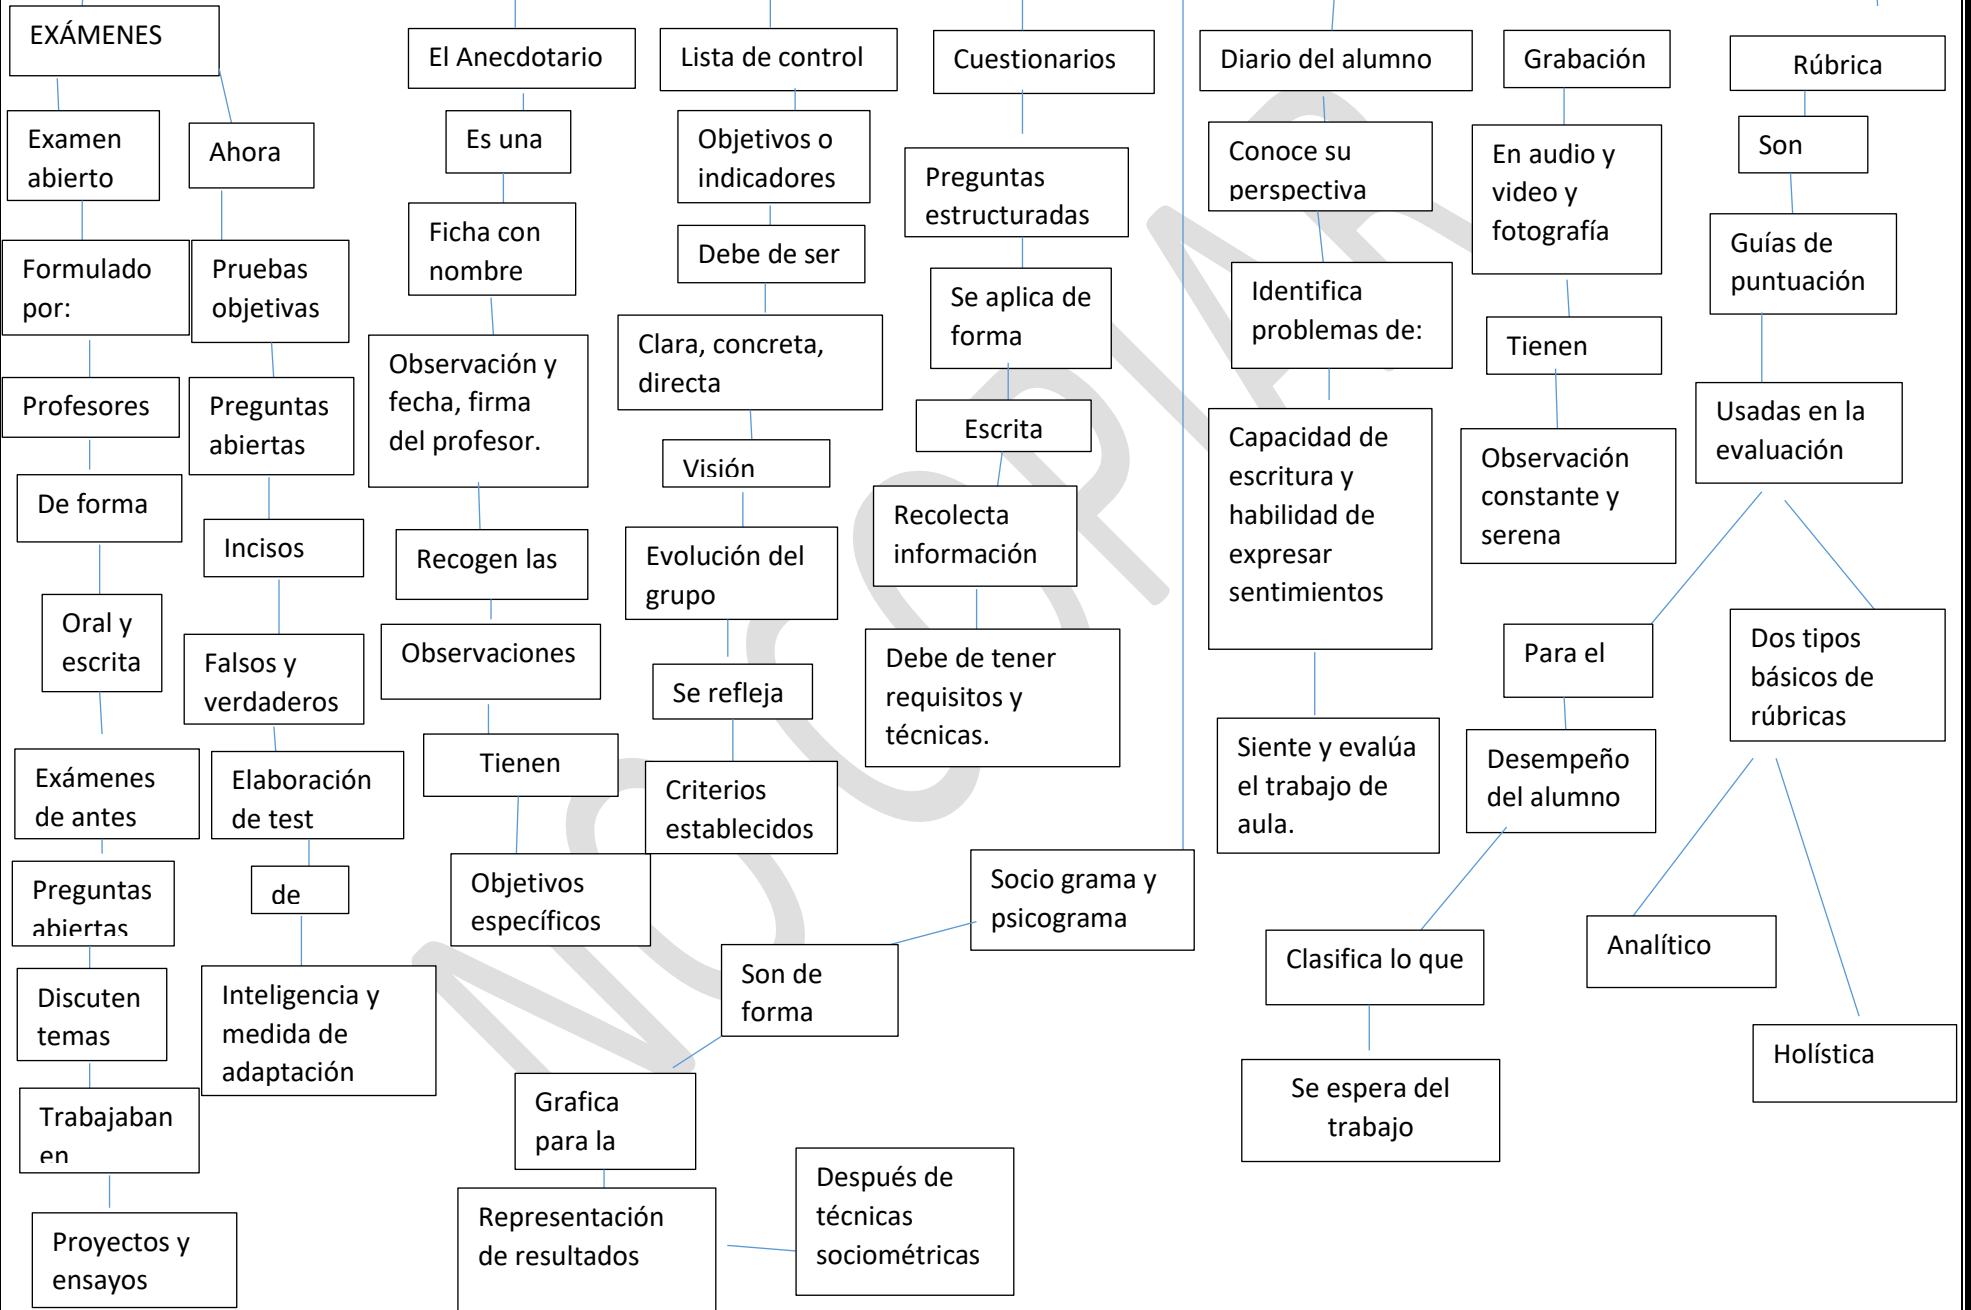 EXÁMENES
Examen
abierto
Formulado
por:
Profesores
De forma
Oral y
escrita
Exámenes
de antes
Preguntas
abiertas
Discuten
temas
Trabajaban
en
Proyectos y
ensayos
Ahora
Pruebas
objetivas
Preguntas
abiertas
Incisos
Falsos y
verdaderos
Elaboración
de test
de
Inteligencia y
medida de
adaptación
El Anecdotario
Es una
Ficha con
nombre
Observación y
fecha, firma
del profesor.
Recogen las
Observaciones
Tienen
Objetivos
específicos
Lista de control
Objetivos o
indicadores
Debe de ser
Clara, concreta,
directa
Visión
Evolución del
grupo
Se refleja
Criterios
establecidos
Cuestionarios
Preguntas
estructuradas
Se aplica de
forma
Escrita
Recolecta
información
Debe de tener
requisitos y
técnicas.
Socio grama y
psicograma
Son de
forma
Grafica
para la
Representación
de resultados
Después de
técnicas
sociométricas
Diario del alumno
Conoce su
perspectiva
Identifica
problemas de:
Capacidad de
escritura y
habilidad de
expresar
sentimientos
Siente y evalúa
el trabajo de
aula.
Grabación
En audio y
video y
fotografía
Tienen
Observación
constante y
serena
Rúbrica
Son
Guías de
puntuación
Usadas en la
evaluación
Para el
Desempeño
del alumno
Clasifica lo que
Se espera del
trabajo
Dos tipos
básicos de
rúbricas
Analítico
Holística
NO COPIAR